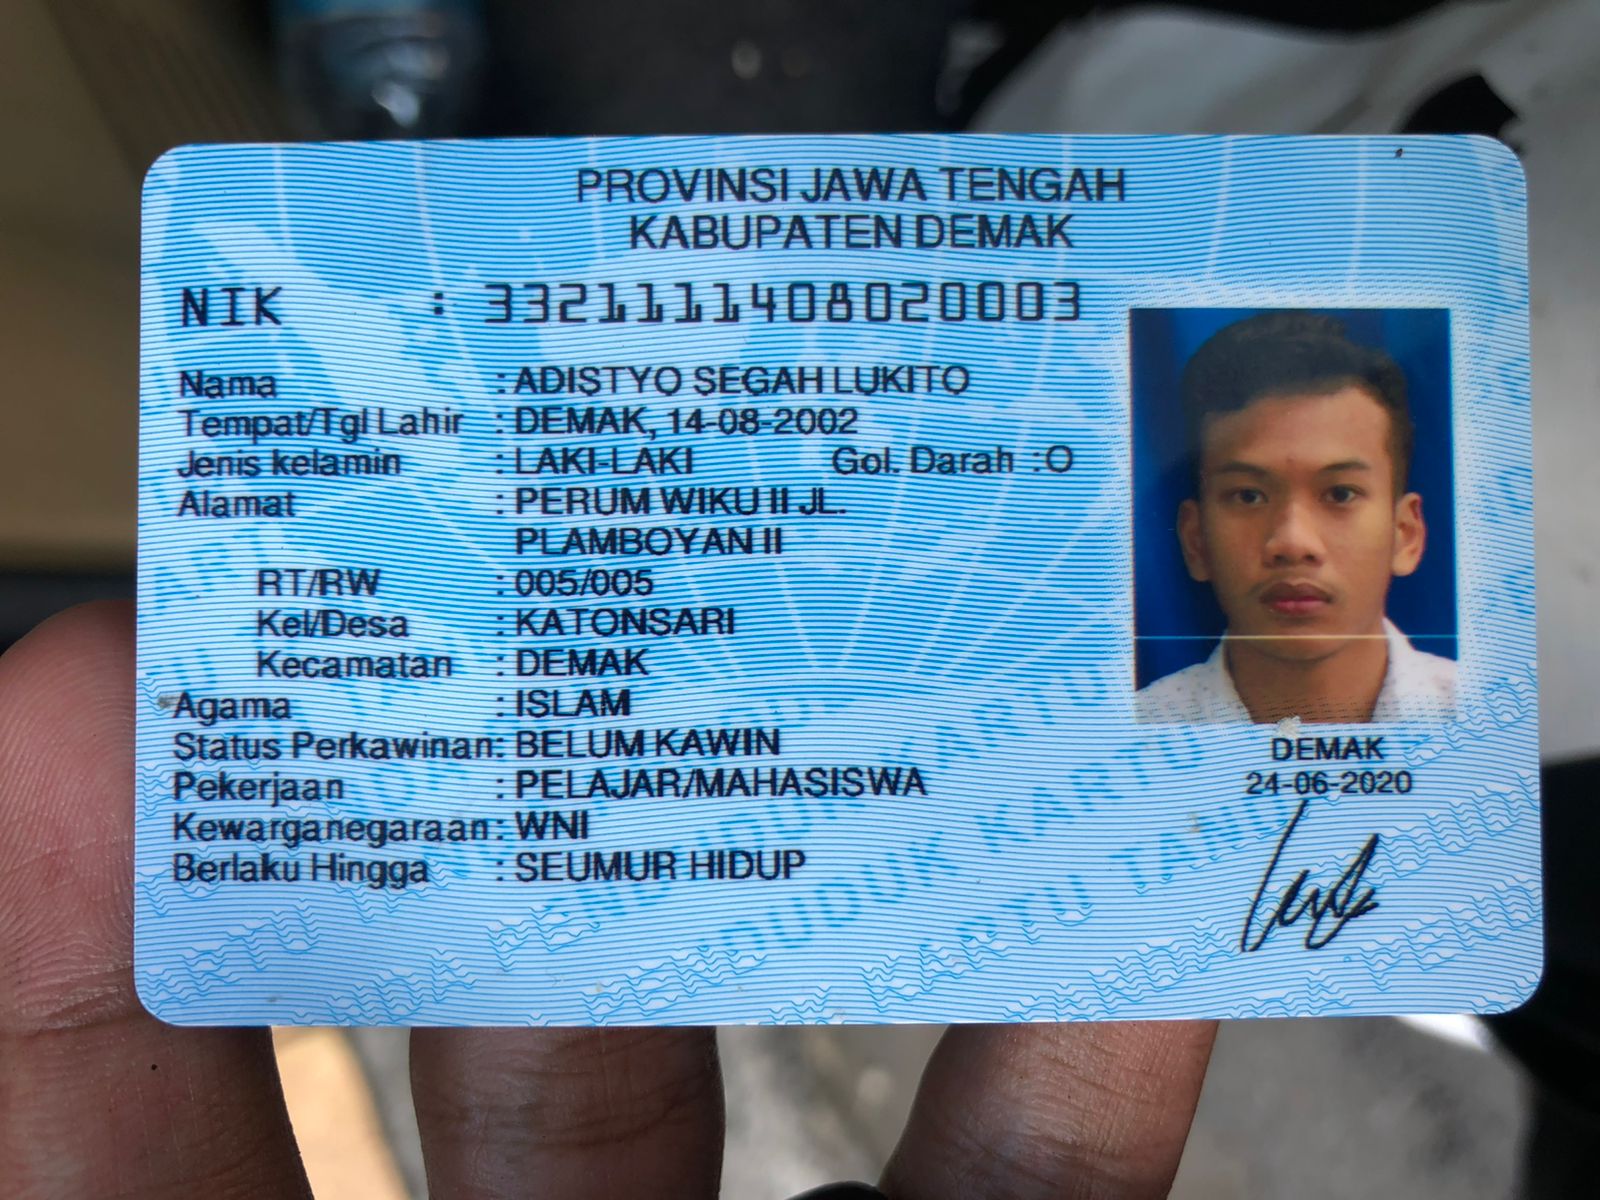 PROVINSI JAWA TENGAH
KABUPATEN DEMAK
NIK : 3321111408020003
Nama : ADISTYO SEGAH LUKITO
Tempat/Tgl Lahir : DEMAK, 14-08-2002
Jenis kelamin : LAKI-LAKI Gol. Darah : O
Alamat : PERUM WIKU II JL.
PLAMBOYAN II
RT/RW : 005/005
Kel/Desa : KATONSARI
Kecamatan : DEMAK
Agama : ISLAM
Status Perkawinan: BELUM KAWIN
Pekerjaan : PELAJAR/MAHASISWA
Kewarganegaraan: WNI
Berlaku Hingga : SEUMUR HIDUP
DEMAK
24-06-2020